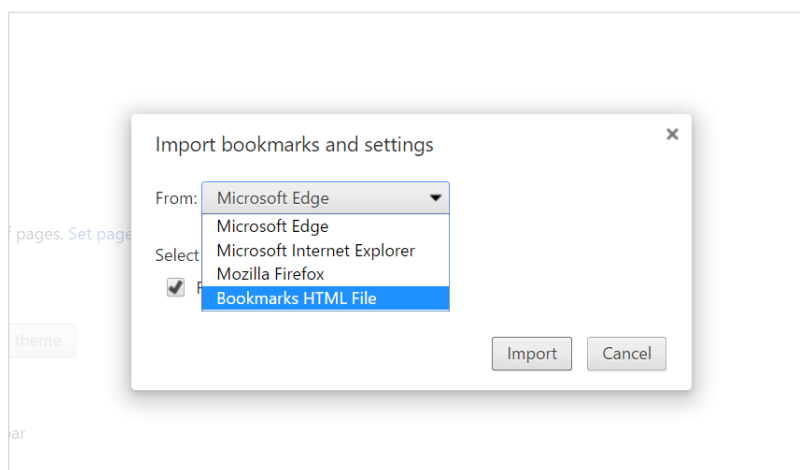 Import bookmarks and settings
From: Microsoft Edge
Microsoft Edge
f pages. Set page
Microsoft Internet Explorer
Select
Mozilla Firefox
Bookmarks HTML File
theme
Import Cancel